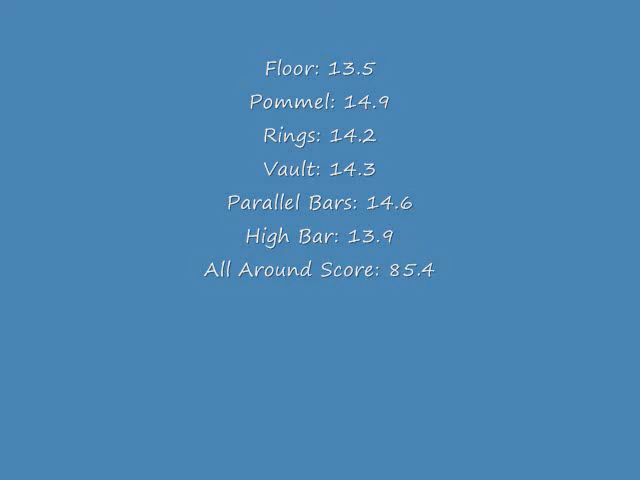 Floor: 13.5
Pommel: 14.9
Rings: 14.2
Vault: 14.3
Parallel Bars: 14.6
High Bar: 13.9
All Around Score: 85.4